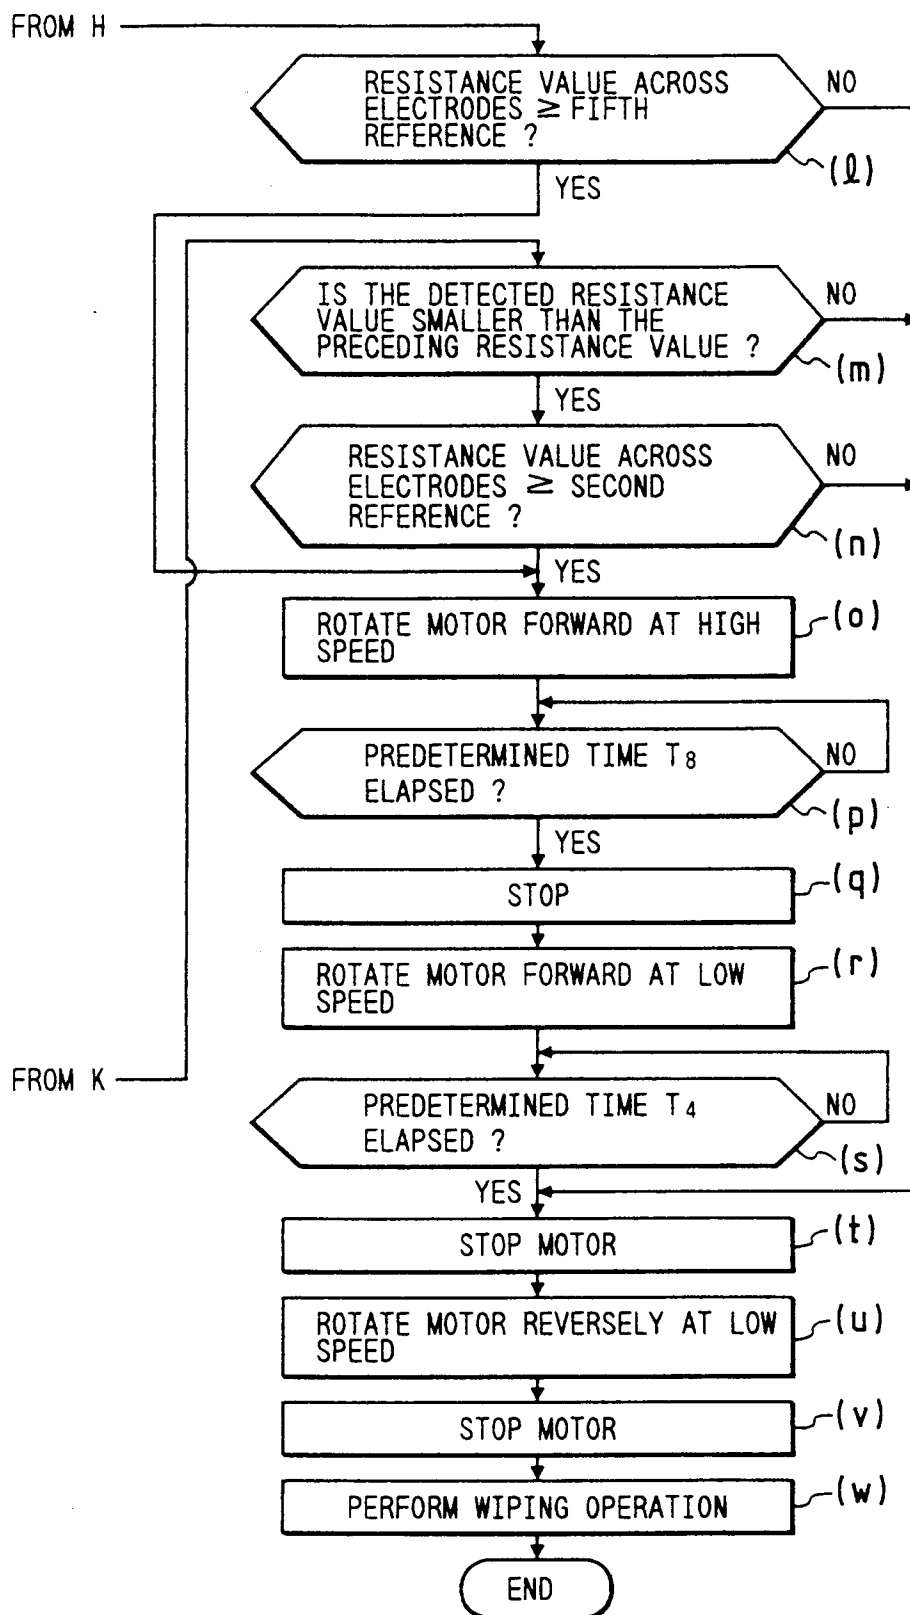 FROM H
RESISTANCE VALUE ACROSS
ELECTRODES ≧ FIFTH
REFERENCE ?
NO
(l)
YES
IS THE DETECTED RESISTANCE
VALUE SMALLER THAN THE
PRECEDING RESISTANCE VALUE ?
NO
(m)
YES
RESISTANCE VALUE ACROSS
ELECTRODES ≧ SECOND
REFERENCE ?
NO
(n)
YES
ROTATE MOTOR FORWARD AT HIGH
SPEED
(o)
PREDETERMINED TIME T8
ELAPSED ?
NO
(p)
YES
STOP
(q)
ROTATE MOTOR FORWARD AT LOW
SPEED
(r)
FROM K
PREDETERMINED TIME T4
ELAPSED ?
NO
(s)
YES
STOP MOTOR
(t)
ROTATE MOTOR REVERSELY AT LOW
SPEED
(u)
STOP MOTOR
(v)
PERFORM WIPING OPERATION
(w)
END